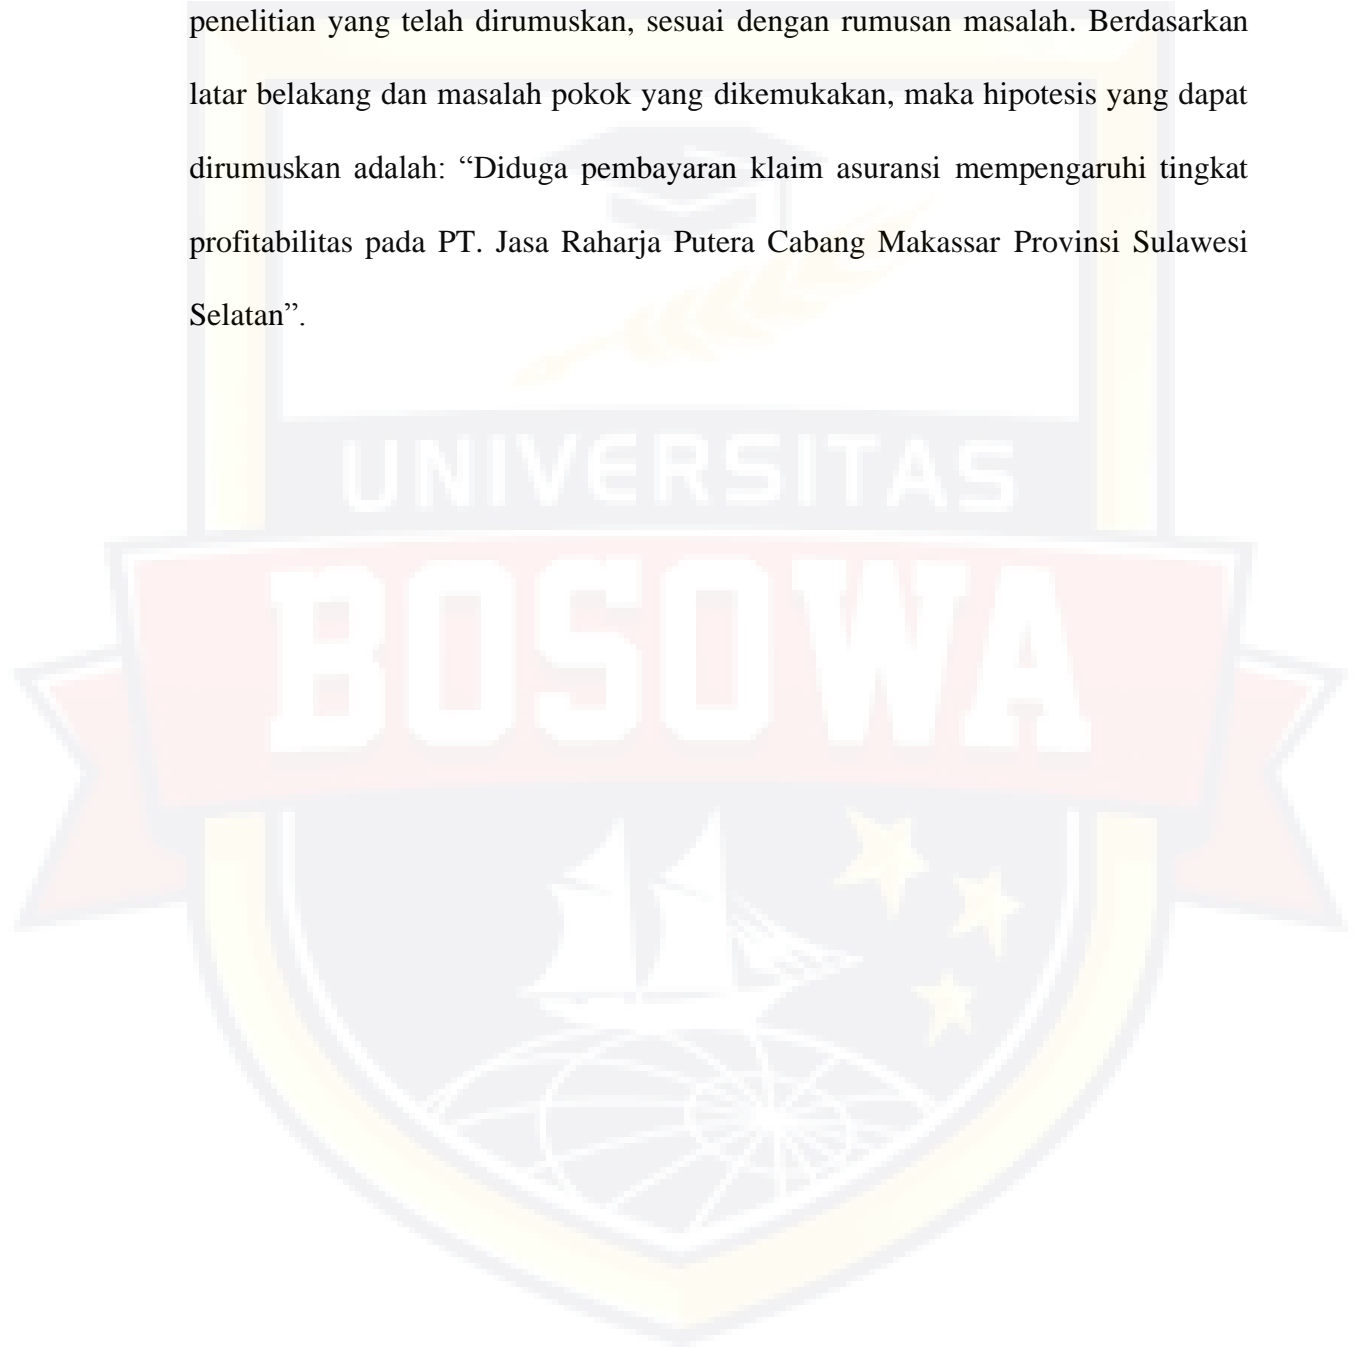 penelitian yang telah dirumuskan, sesuai dengan rumusan masalah. Berdasarkan
latar belakang dan masalah pokok yang dikemukakan, maka hipotesis yang dapat
dirumuskan adalah: “Diduga pembayaran klaim asuransi mempengaruhi tingkat
profitabilitas pada PT. Jasa Raharja Putera Cabang Makassar Provinsi Sulawesi
Selatan”.
UNIVERSITAS
BOSOWA